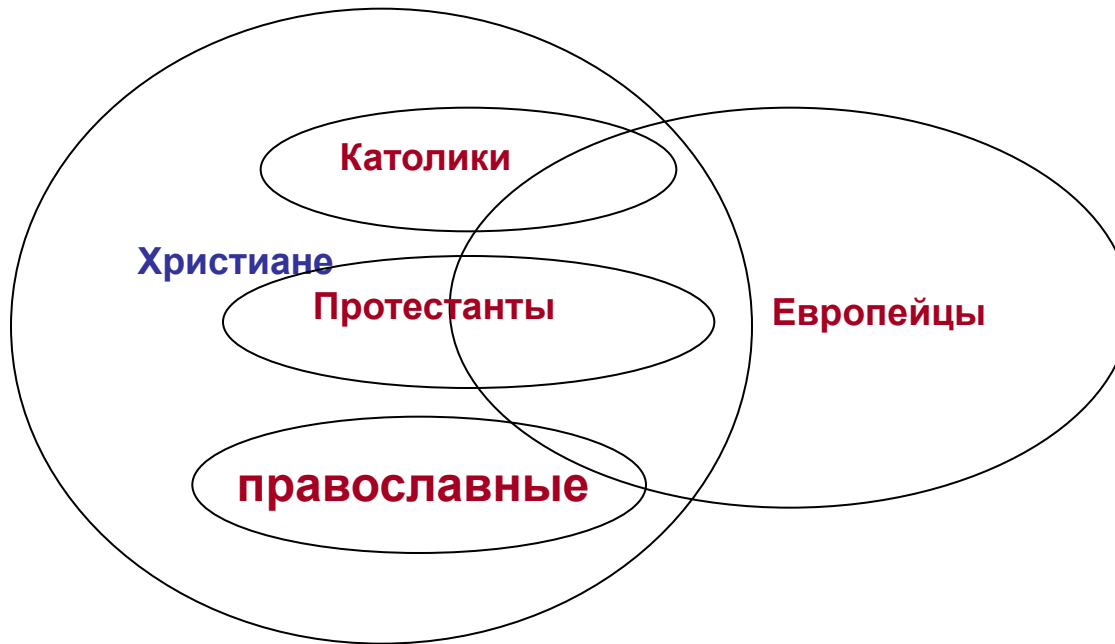 Католики
Христиане
Протестанты
Европейцы
православные